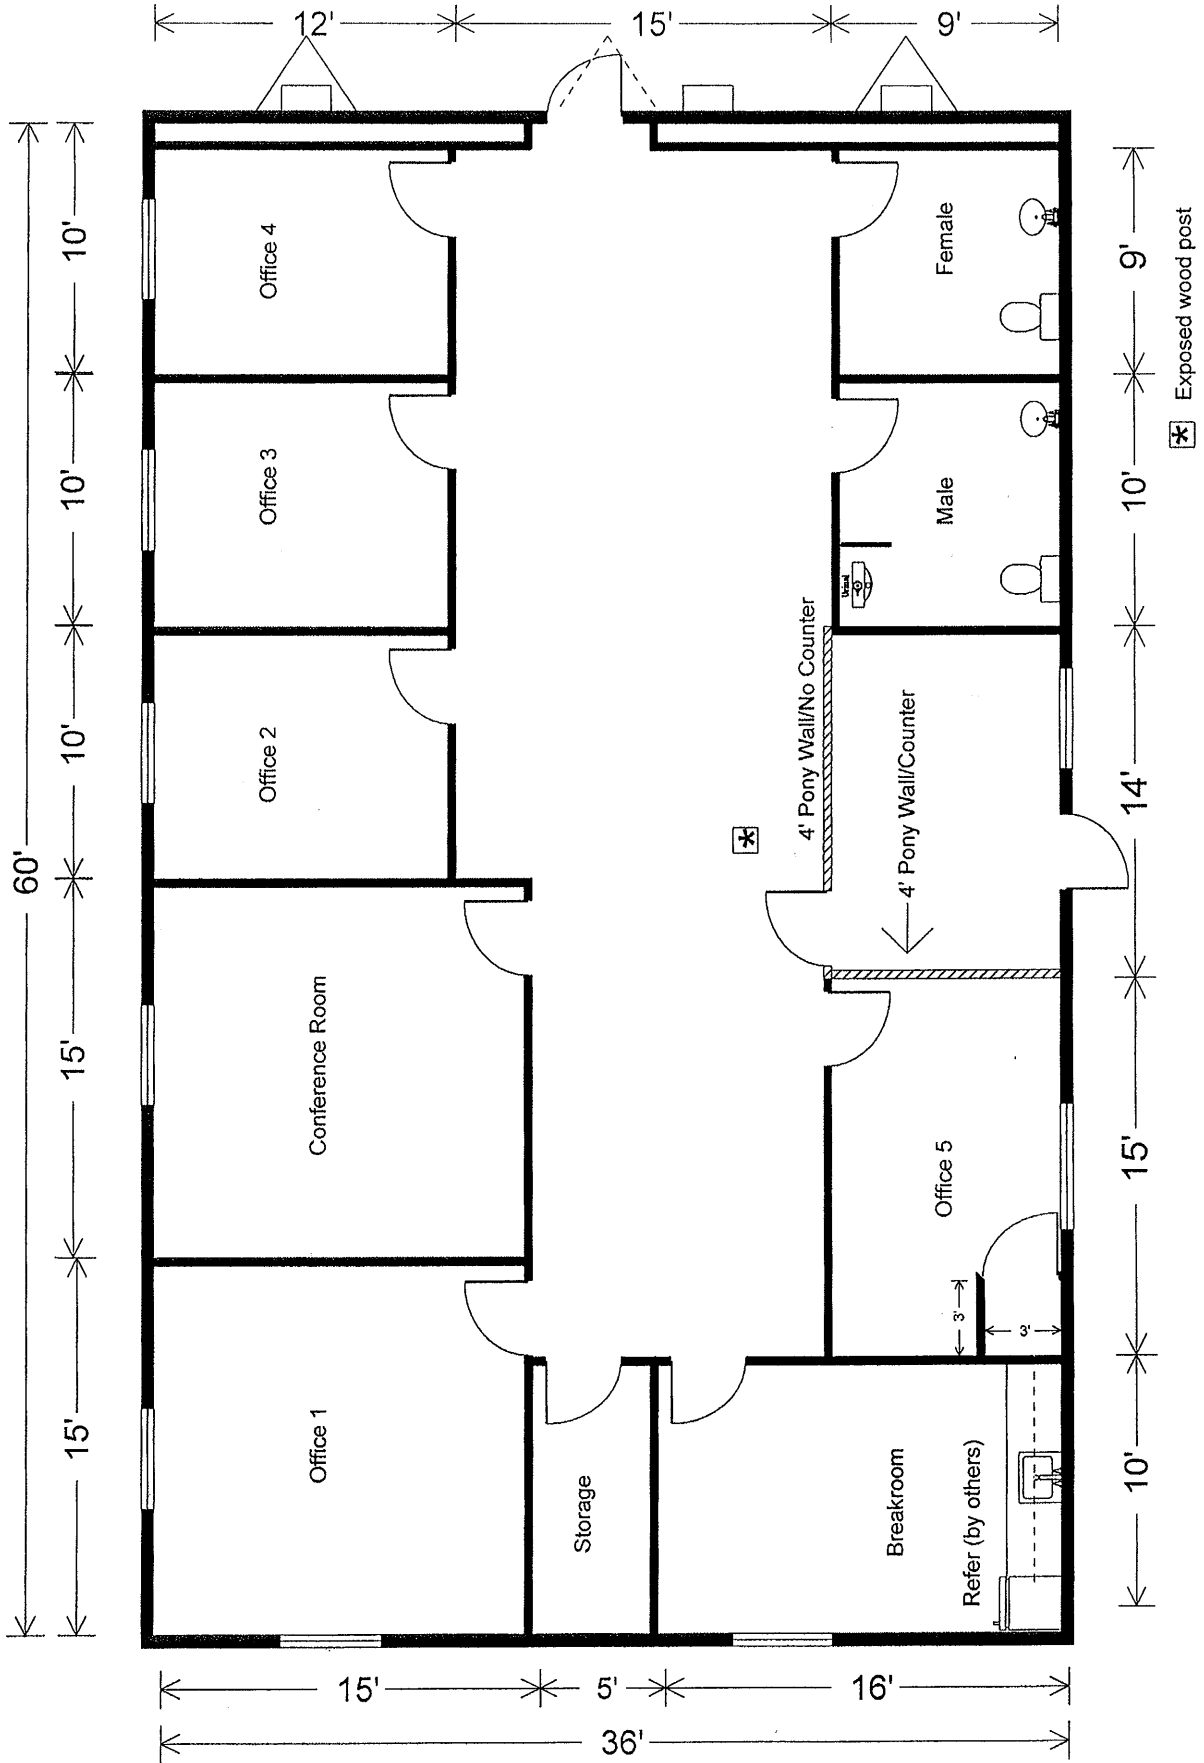 60'
15'
15'
10'
10'
10'
Office 1
Conference Room
Office 2
Office 3
Office 4
12'
15'
9'
Storage
4' Pony Wall/No Counter
4' Pony Wall/Counter
Urinal
Male
Female
Breakroom
Refer (by others)
Office 5
3'
3'
10'
15'
14'
10'
9'
* Exposed wood post
15'
5'
16'
36'